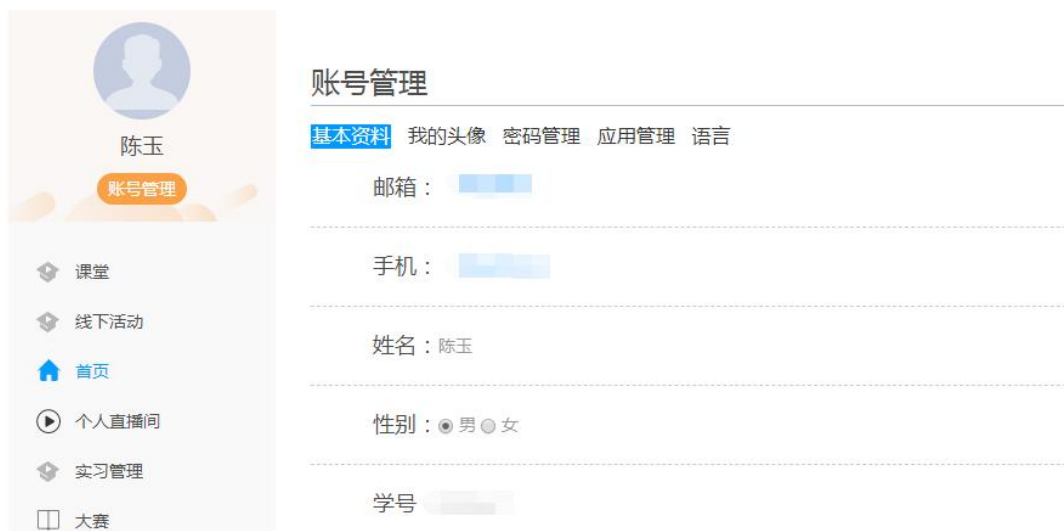 陈玉
账号管理
课堂
线下活动
首页
个人直播间
实习管理
大赛
账号管理
基本资料 我的头像 密码管理 应用管理 语言
邮箱：
手机：
姓名：陈玉
性别：男 女
学号